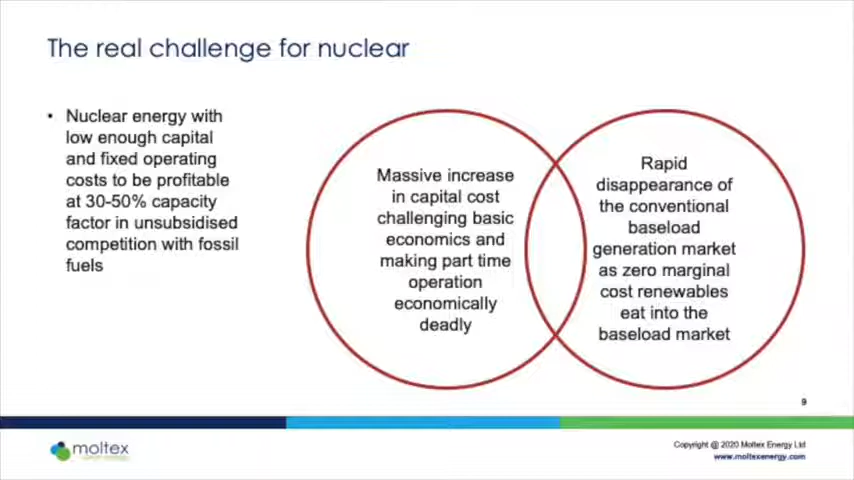 The real challenge for nuclear
• Nuclear energy with
low enough capital
and fixed operating
costs to be profitable
at 30-50% capacity
factor in unsubsidised
competition with fossil
fuels
Massive increase
in capital cost
challenging basic
economics and
making part time
operation
economically
deadly
Rapid
disappearance of
the conventional
baseload
generation market
as zero marginal
cost renewables
eat into the
baseload market
9
moltex
Copyright @ 2020 Moltex Energy Ltd
www.moltexenergy.com